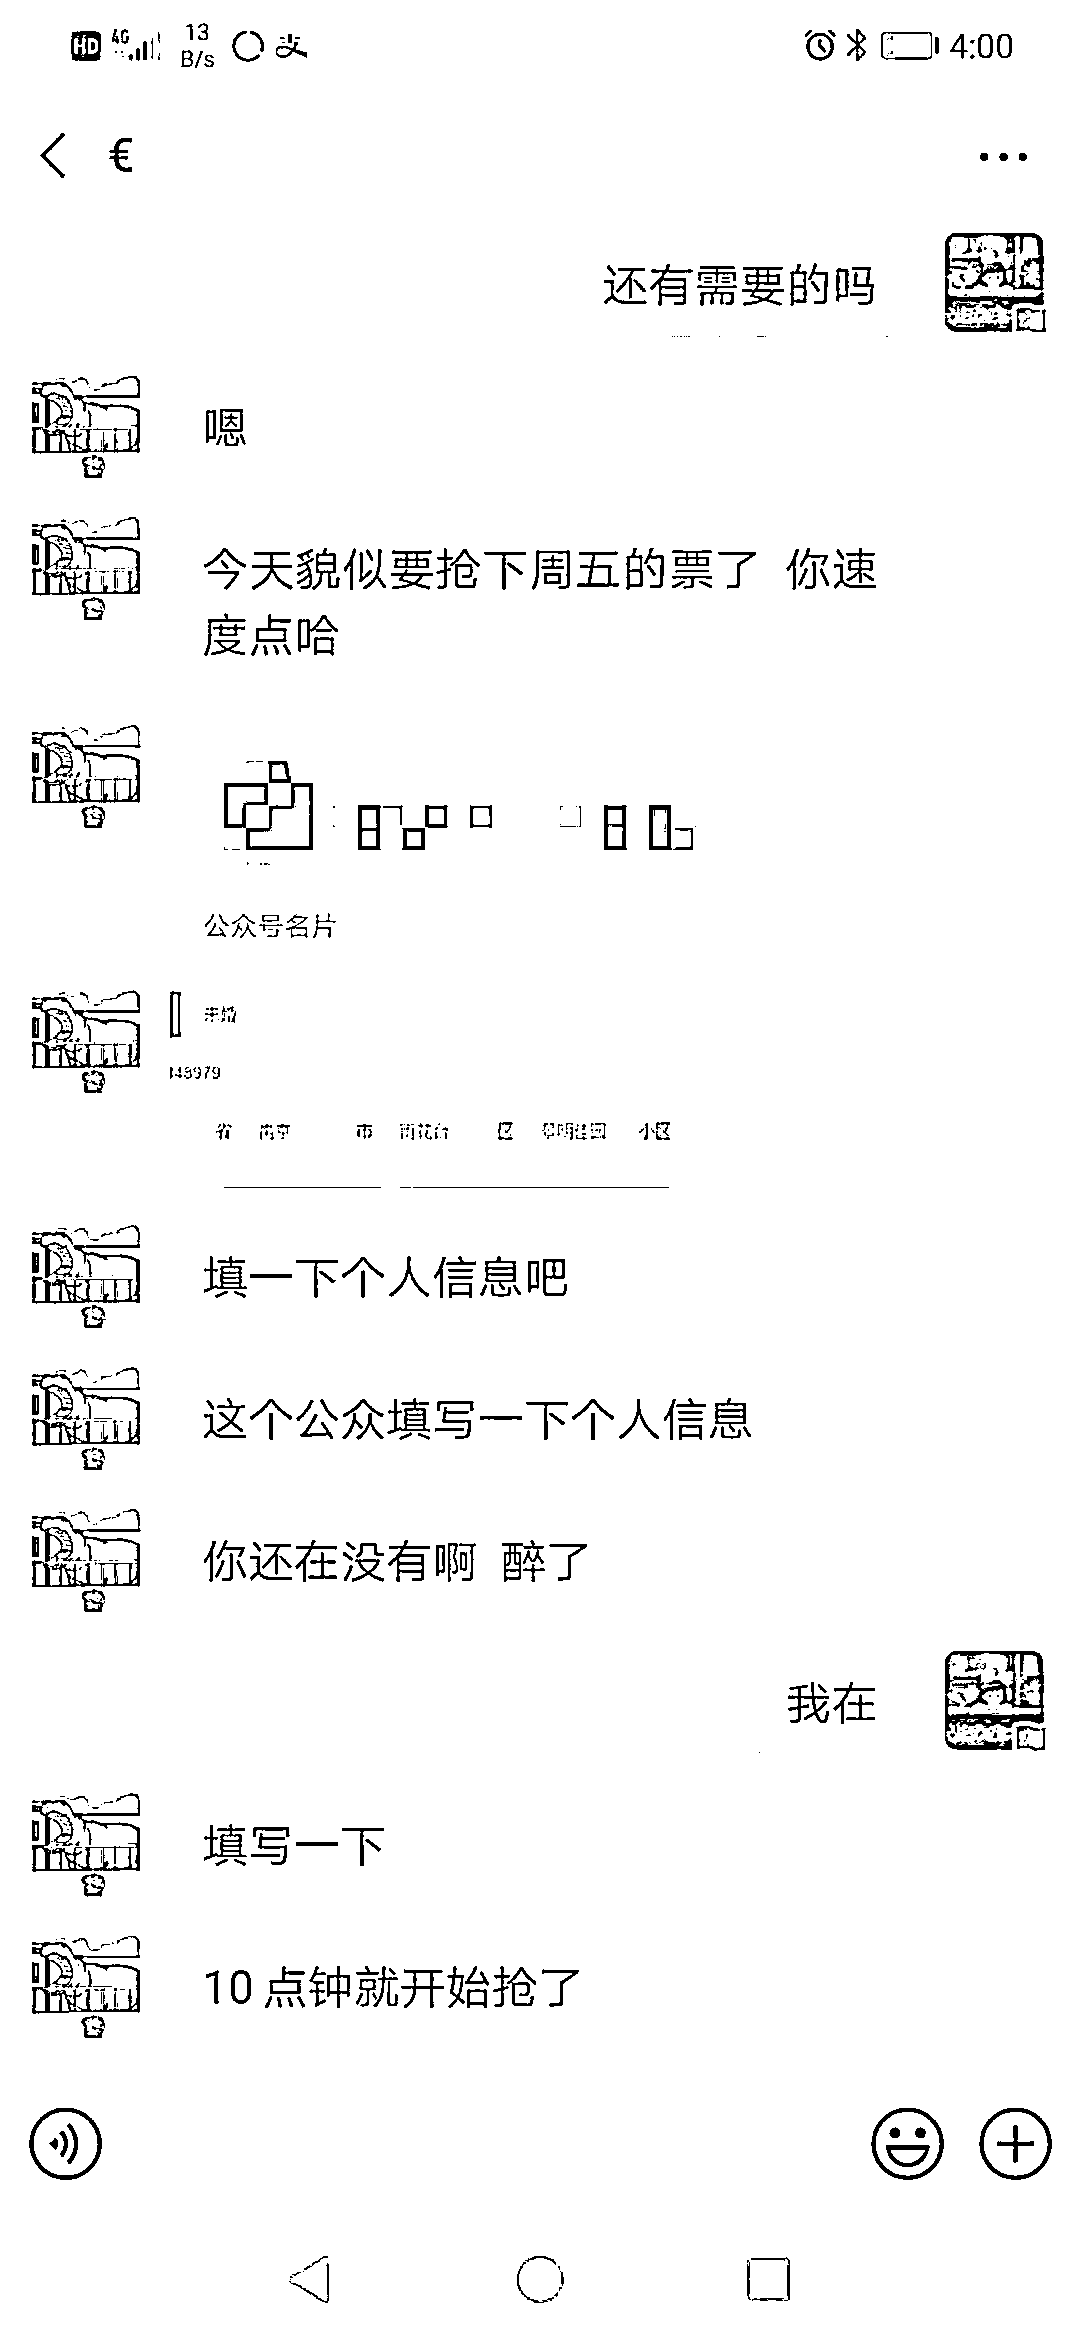 HD 4G 13 B/s 4:00
€
还有需要的吗
嗯
今天貌似要抢下周五的票了 你速
度点哈
公众号名片
未婚
148979
省 南京 市 雨花台 区 小区
填一下个人信息吧
这个公众填写一下个人信息
你还在没有啊 醉了
我在
填写一下
10点钟就开始抢了